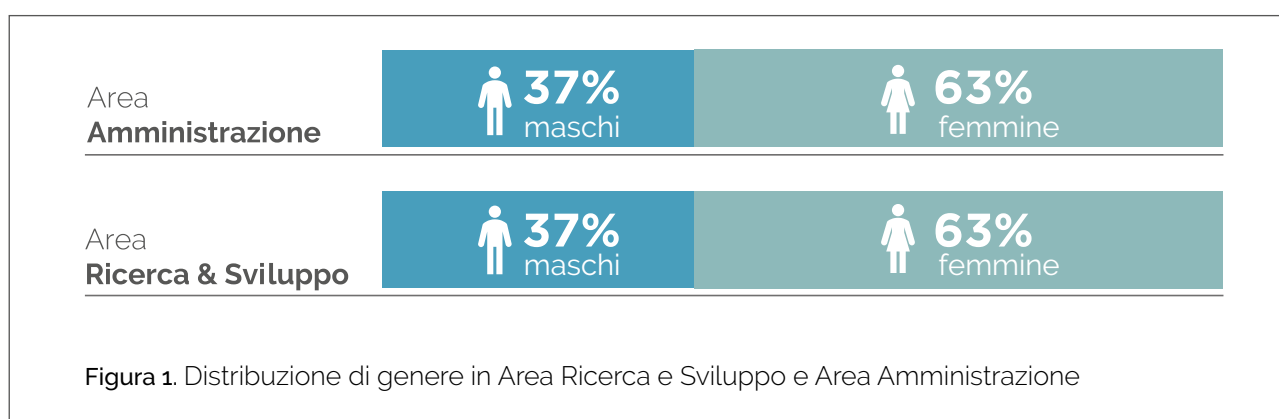 Area
Amministrazione
37%
maschi
63%
femmine
Area
Ricerca & Sviluppo
37%
maschi
63%
femmine
Figura 1. Distribuzione di genere in Area Ricerca e Sviluppo e Area Amministrazione